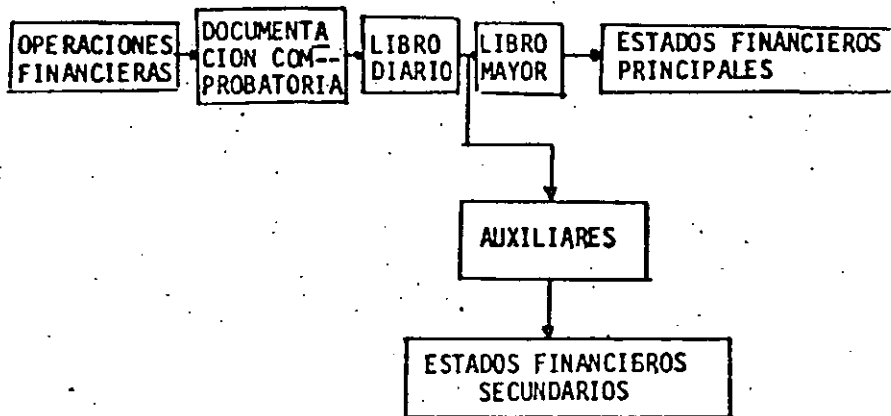 OPERACIONES
FINANCIERAS
DOCUMENTA
CION COM--
PROBATORIA
LIBRO
DIARIO
LIBRO
MAYOR
ESTADOS FINANCIEROS
PRINCIPALES
AUXILIARES
ESTADOS FINANCIEROS
SECUNDARIOS